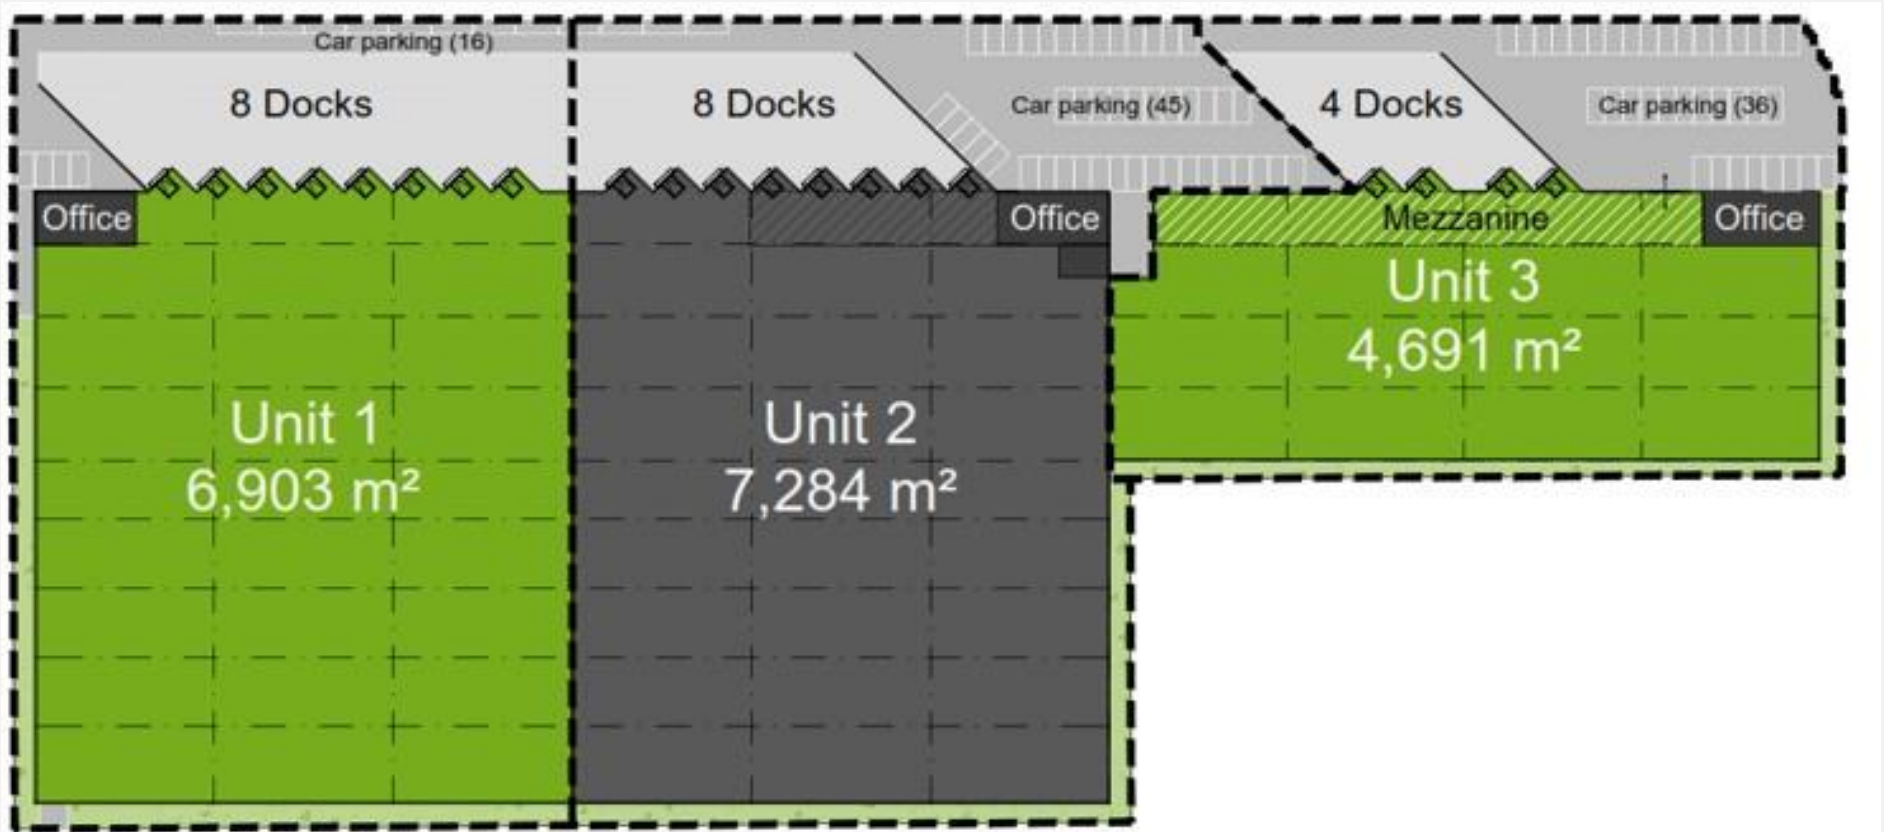 Car parking (16)
8 Docks
8 Docks
Car parking (45)
4 Docks
Car parking (36)
Office
Office
Mezzanine
Office
Unit 1
6,903 m²
Unit 2
7,284 m²
Unit 3
4,691 m²